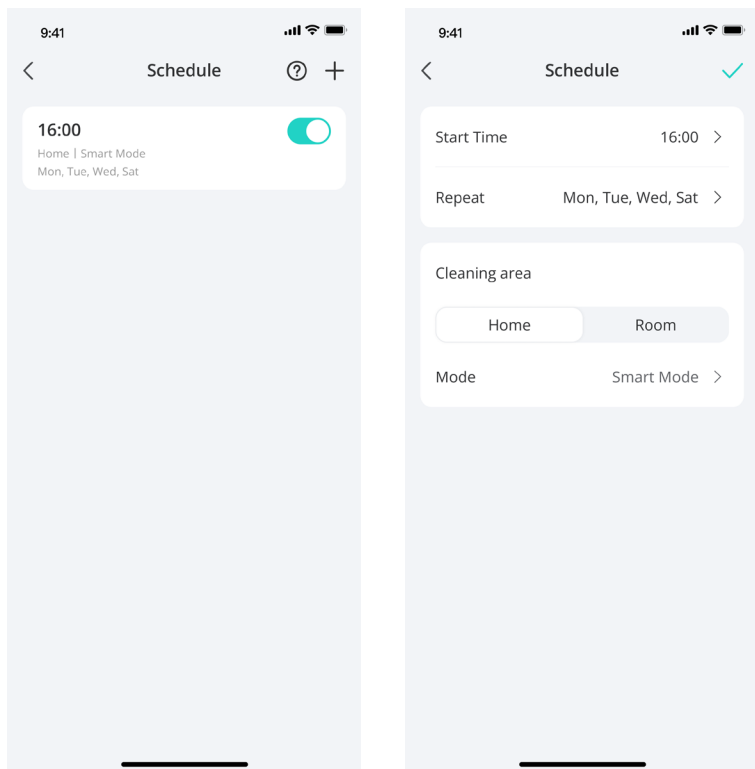 9:41
Schedule
16:00
Home | Smart Mode
Mon, Tue, Wed, Sat
9:41
Schedule
Start Time 16:00
Repeat Mon, Tue, Wed, Sat
Cleaning area
Home Room
Mode Smart Mode